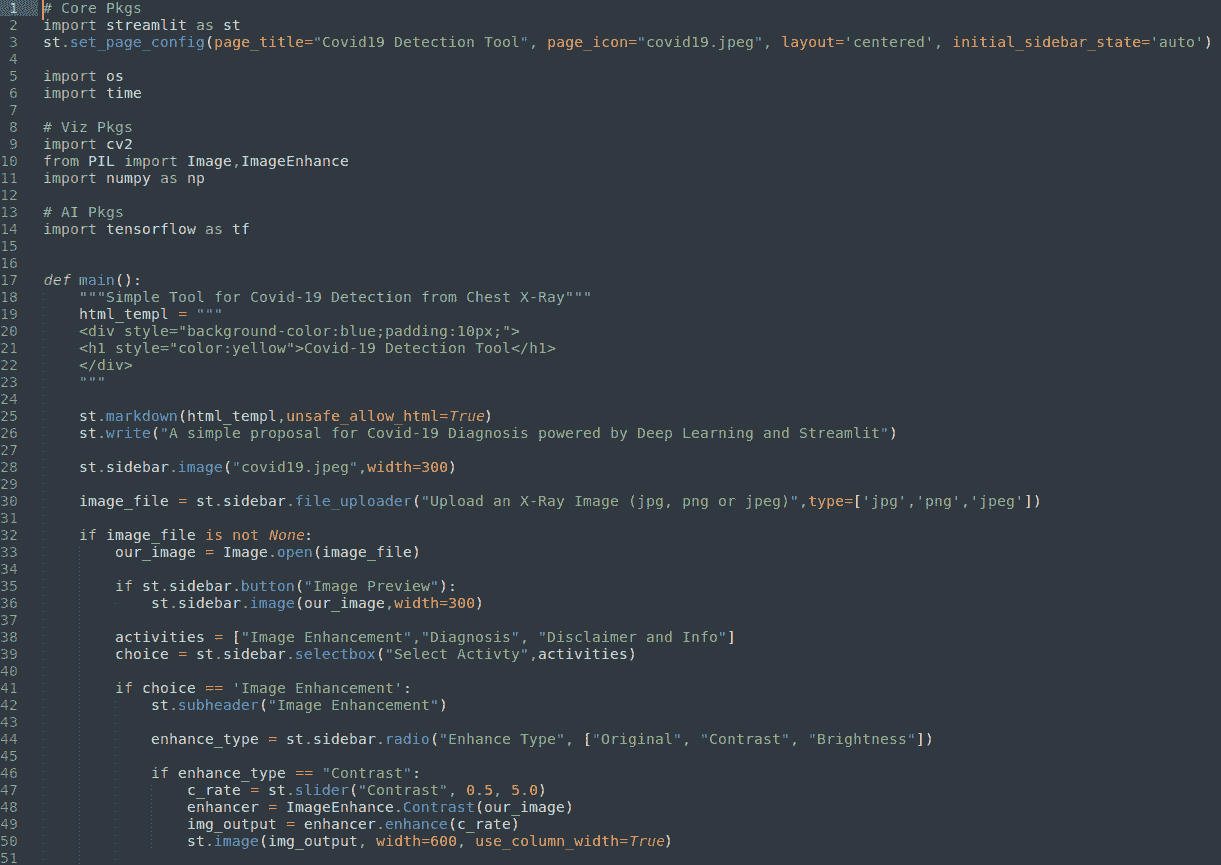 1 # Core Pkgs
2 import streamlit as st
3 st.set_page_config(page_title="Covid19 Detection Tool", page_icon="covid19.jpeg", layout='centered', initial_sidebar_state='auto')
4
5 import os
6 import time
7
8 # Viz Pkgs
9 import cv2
10 from PIL import Image,ImageEnhance
11 import numpy as np
12
13 # AI Pkgs
14 import tensorflow as tf
15
16
17 def main():
18     """Simple Tool for Covid-19 Detection from Chest X-Ray"""
19     html_templ = """
20     <div style="background-color:blue;padding:10px;">
21     <h1 style="color:yellow">Covid-19 Detection Tool</h1>
22     </div>
23     """
24
25     st.markdown(html_templ,unsafe_allow_html=True)
26     st.write("A simple proposal for Covid-19 Diagnosis powered by Deep Learning and Streamlit")
27
28     st.sidebar.image("covid19.jpeg",width=300)
29
30     image_file = st.sidebar.file_uploader("Upload an X-Ray Image (jpg, png or jpeg)",type=['jpg','png','jpeg'])
31
32     if image_file is not None:
33         our_image = Image.open(image_file)
34
35         if st.sidebar.button("Image Preview"):
36             st.sidebar.image(our_image,width=300)
37
38         activities = ["Image Enhancement","Diagnosis", "Disclaimer and Info"]
39         choice = st.sidebar.selectbox("Select Activty",activities)
40
41         if choice == 'Image Enhancement':
42             st.subheader("Image Enhancement")
43
44             enhance_type = st.sidebar.radio("Enhance Type", ["Original", "Contrast", "Brightness"])
45
46             if enhance_type == "Contrast":
47                 c_rate = st.slider("Contrast", 0.5, 5.0)
48                 enhancer = ImageEnhance.Contrast(our_image)
49                 img_output = enhancer.enhance(c_rate)
50                 st.image(img_output, width=600, use_column_width=True)
51